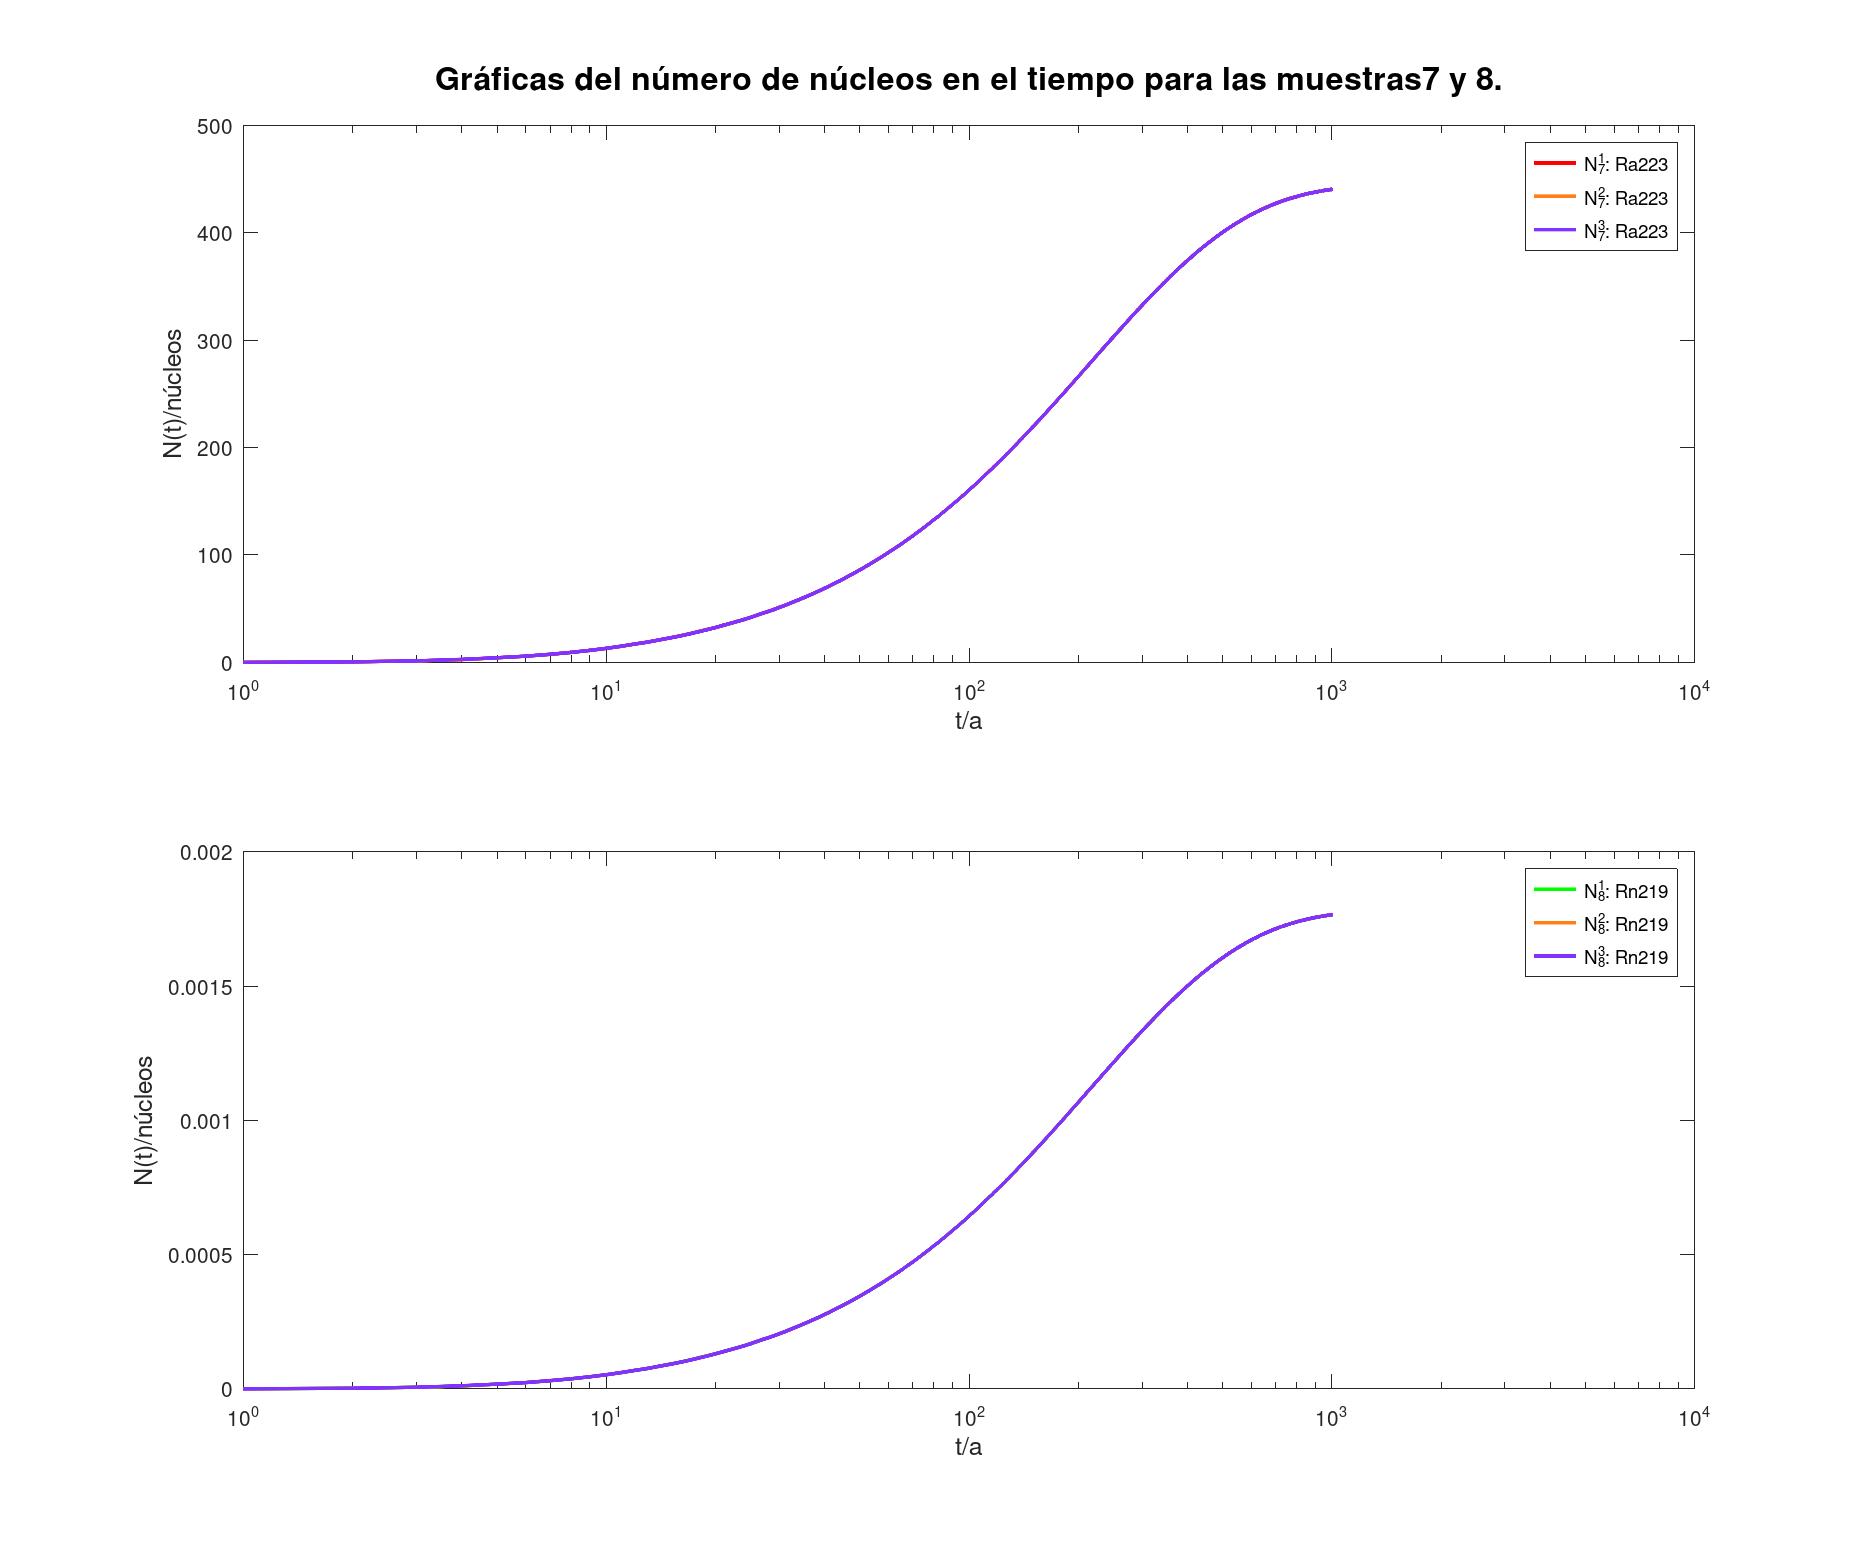 Gráficas del número de núcleos en el tiempo para las muestras7 y 8.
500
400
300
200
100
0
N(t)/núcleos
10⁰ 10¹ 10² 10³ 10⁴
t/a
N₇¹: Ra223
N₇²: Ra223
N₇³: Ra223
0.002
0.0015
0.001
0.0005
0
N(t)/núcleos
10⁰ 10¹ 10² 10³ 10⁴
t/a
N₈¹: Rn219
N₈²: Rn219
N₈³: Rn219